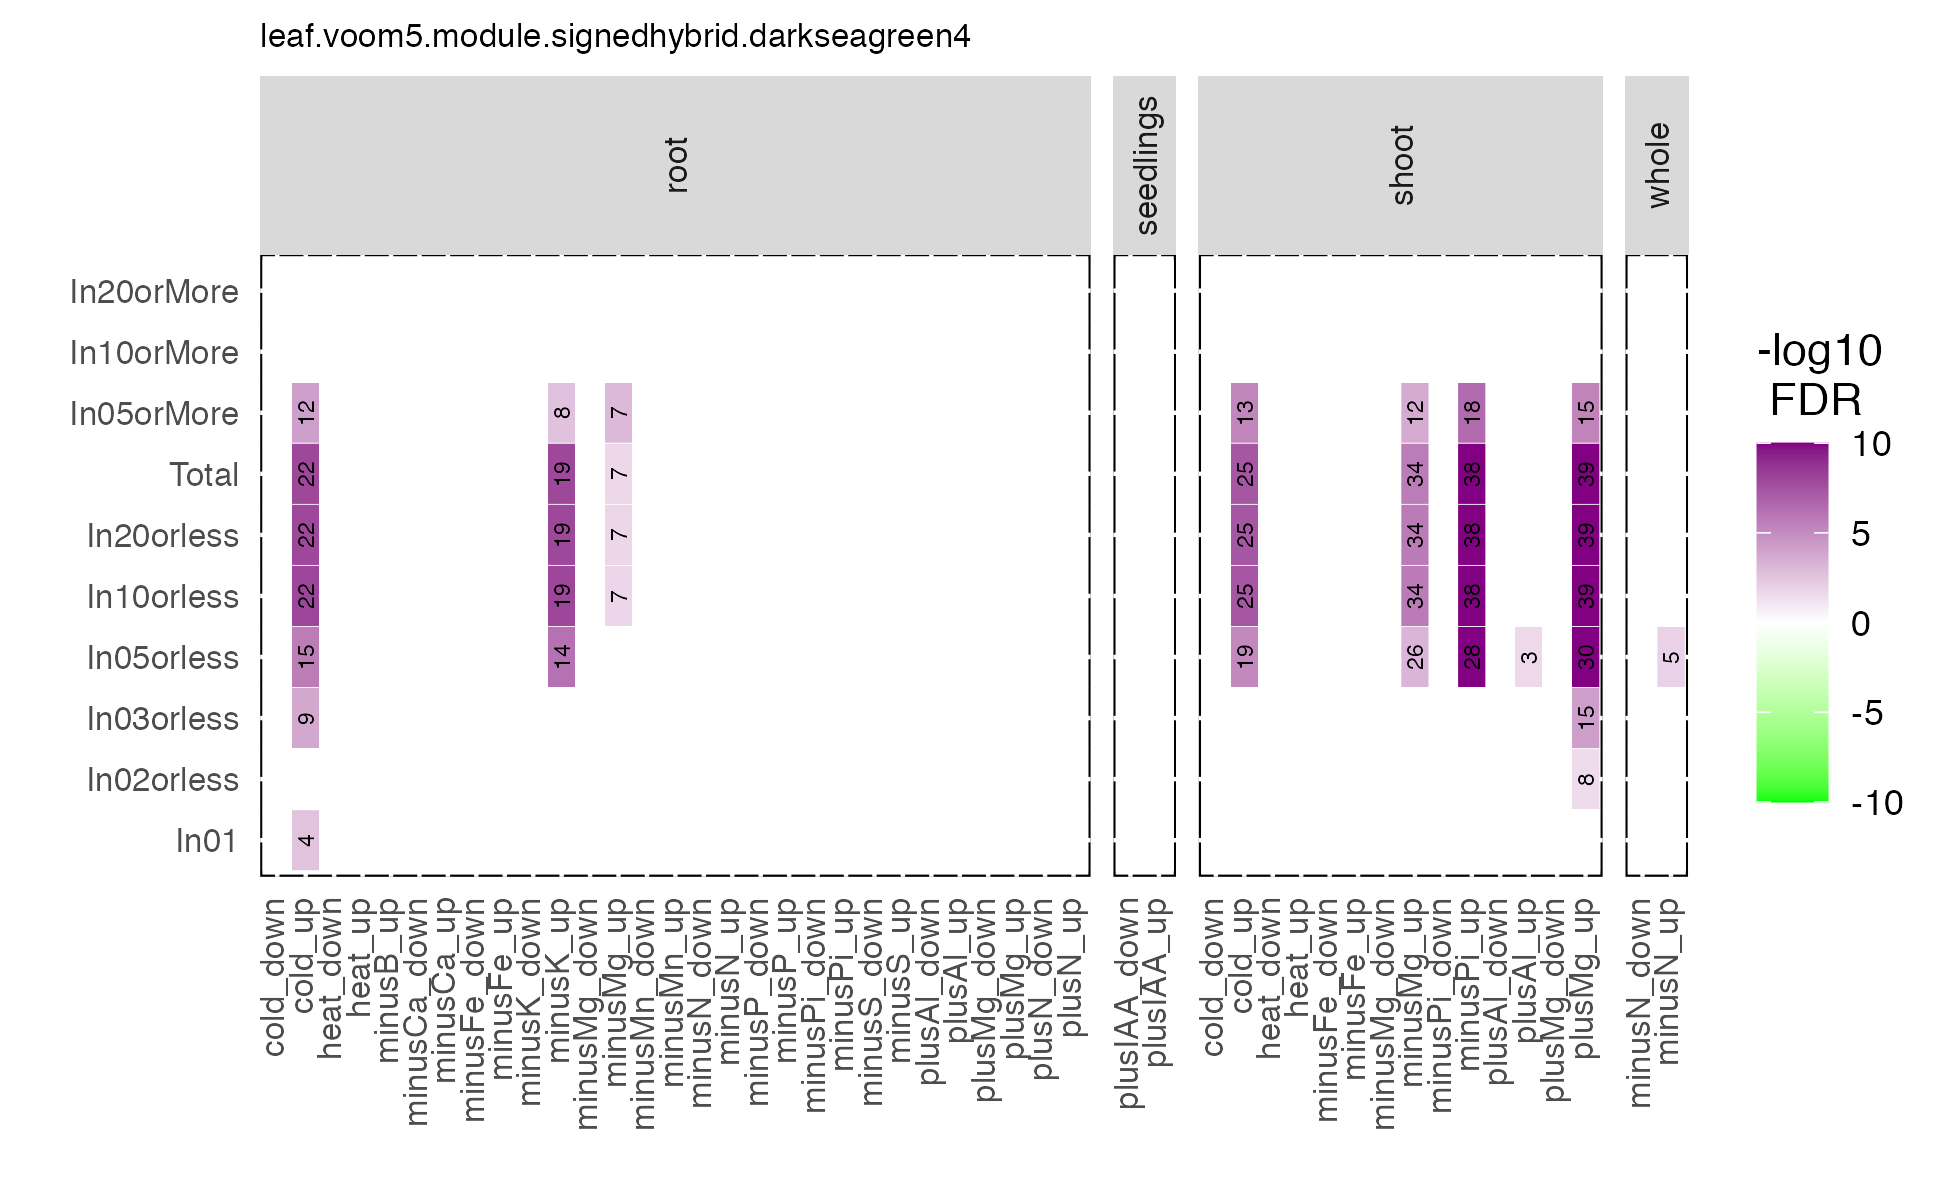 leaf.voom5.module.signedhybrid.darkseagreen4
root
seedlings
shoot
whole
In20orMore
In10orMore
In05orMore 12 8 7 13 12 18 15
Total 22 19 7 25 34 38 39
In20orless 22 19 7 25 34 38 39
In10orless 22 19 7 25 34 38 39
In05orless 15 14 19 26 28 3 30 5
In03orless 9 15
In02orless 8
In01 4
cold_down
cold_up
heat_down
heat_up
minusB_up
minusCa_down
minusCa_up
minusFe_down
minusFe_up
minusK_down
minusK_up
minusMg_down
minusMg_up
minusMn_down
minusMn_up
minusN_down
minusN_up
minusP_down
minusP_up
minusPi_down
minusPi_up
minusS_down
minusS_up
plusAl_down
plusAl_up
plusMg_down
plusMg_up
plusN_down
plusN_up
plusIAA_down
plusIAA_up
cold_down
cold_up
heat_down
heat_up
minusFe_down
minusFe_up
minusMg_down
minusMg_up
minusPi_down
minusPi_up
plusAl_down
plusAl_up
plusMg_down
plusMg_up
minusN_down
minusN_up
-log10
FDR
10
5
0
-5
-10